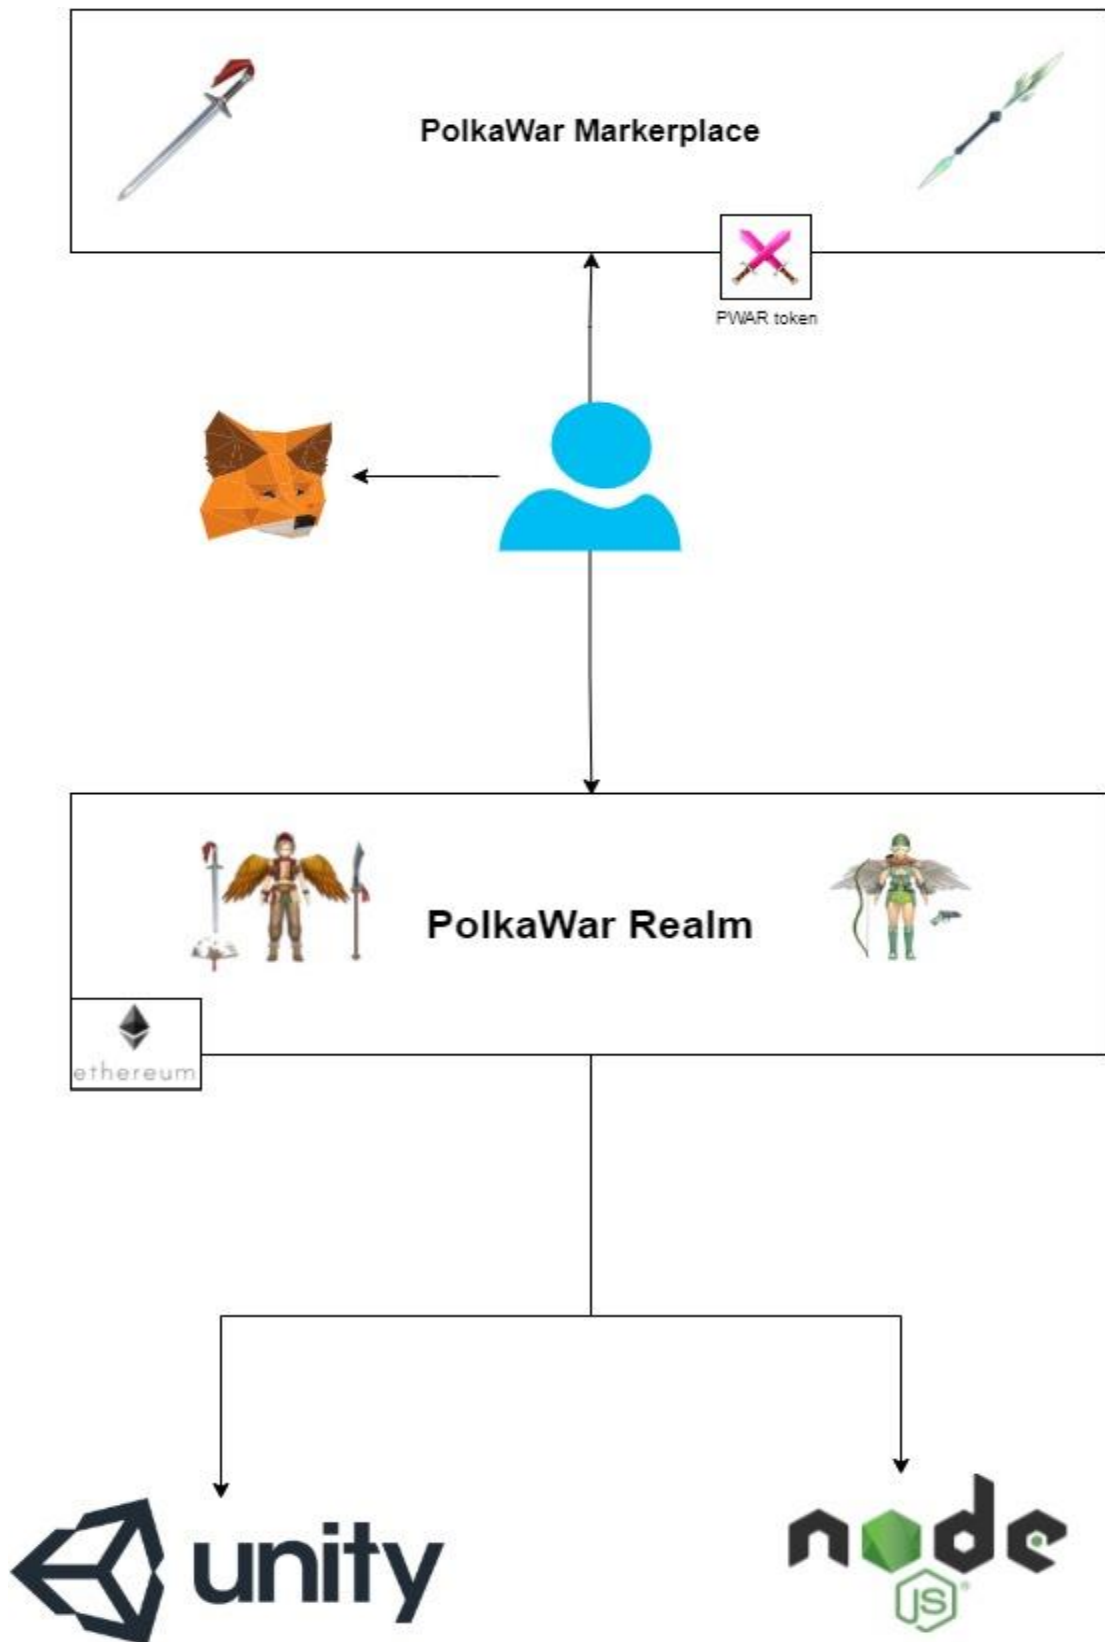 PolkaWar Markerplace
PWAR token
PolkaWar Realm
ethereum
unity
node
JS